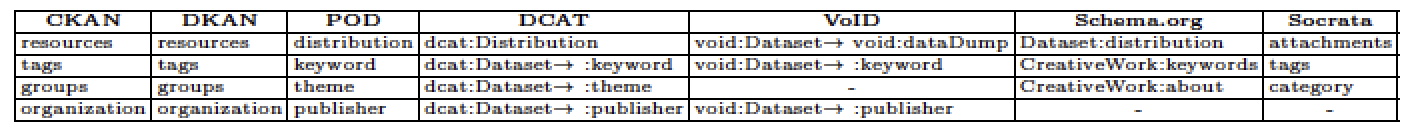 CKAN DKAN POD DCAT VoID Schema.org Socrata
resources resources distribution dcat:Distribution void:Dataset→ void:dataDump Dataset:distribution attachments
tags tags keyword dcat:Dataset→ :keyword void:Dataset→ :keyword CreativeWork:keywords tags
groups groups theme dcat:Dataset→ :theme - CreativeWork:about category
organization organization publisher dcat:Dataset→ :publisher void:Dataset→ :publisher - -